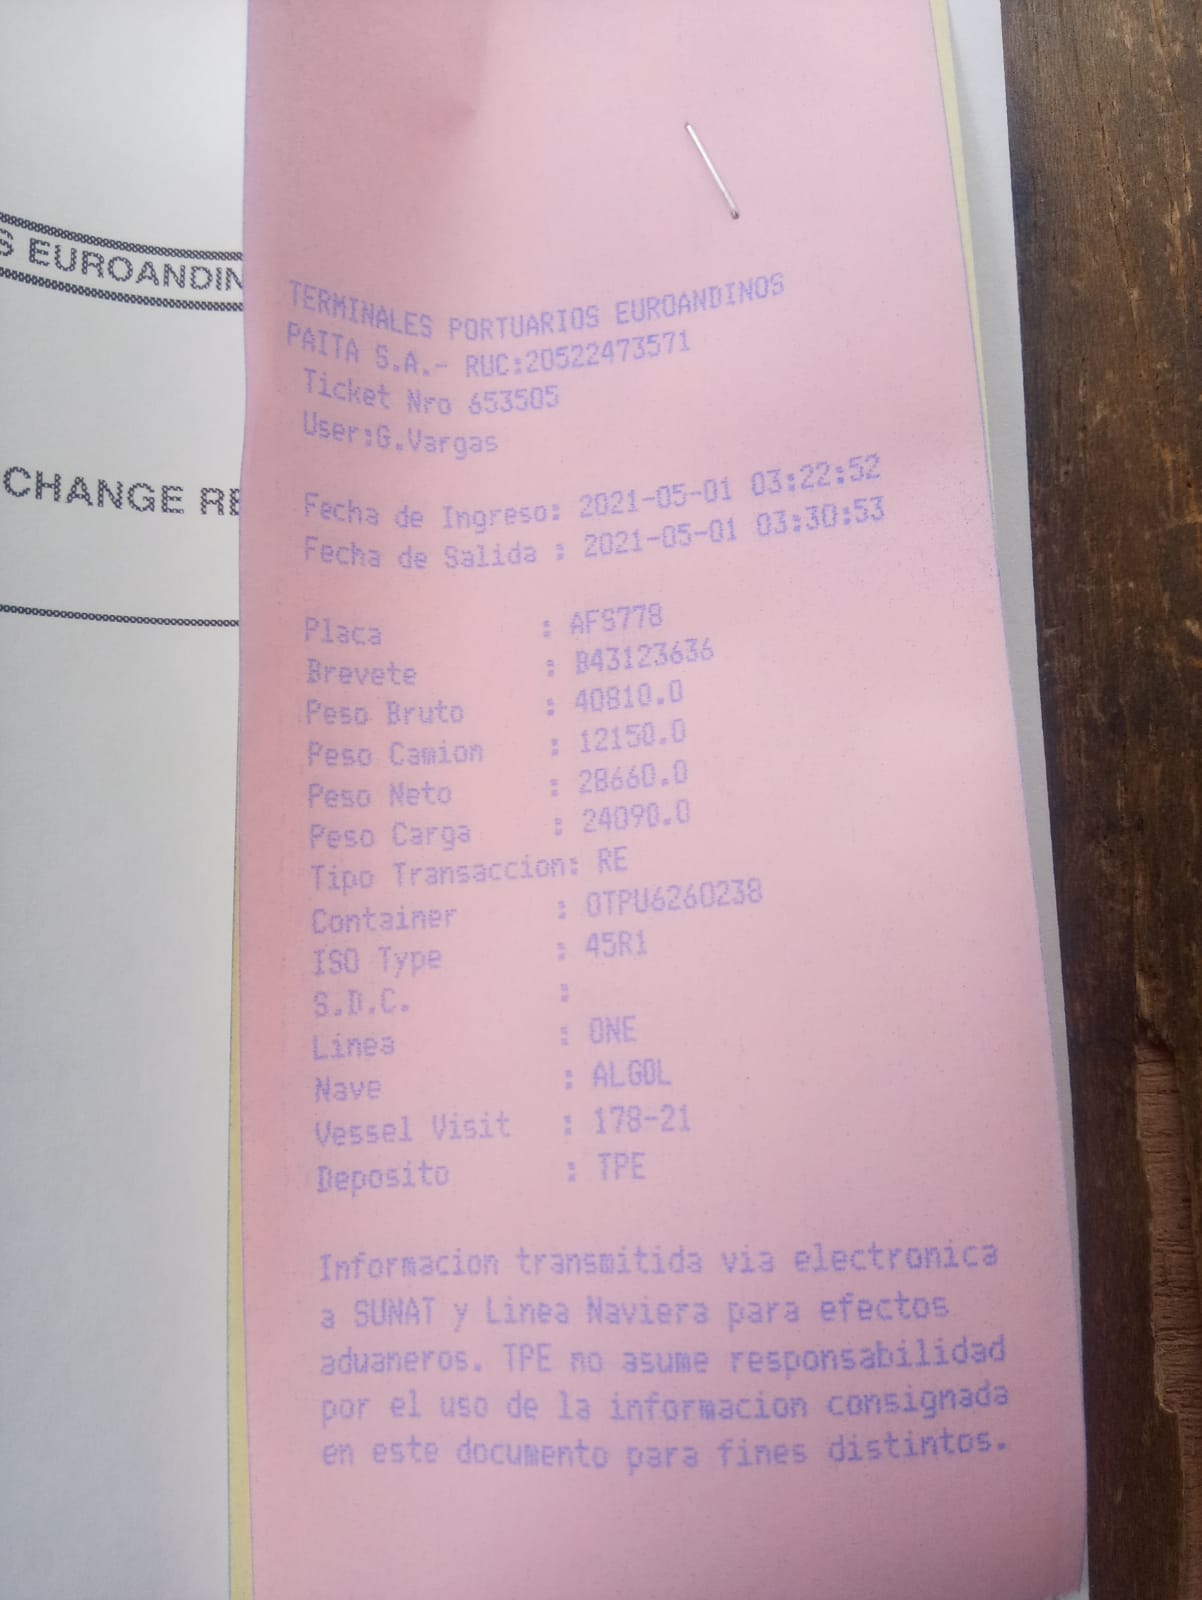 S EUROANDIN
CHANGE RE
TERMINALES PORTUARIOS EUROANDINOS
PAITA S.A.- RUC:20522473571
Ticket Nro 653505
User:G.Vargas
Fecha de Ingreso: 2021-05-01 03:22:52
Fecha de Salida : 2021-05-01 03:30:53
Placa : AFS778
Brevete : B43123636
Peso Bruto : 40810.0
Peso Camion : 12150.0
Peso Neto : 28660.0
Peso Carga : 24090.0
Tipo Transaccion: RE
Container : OTPU6260238
ISO Type : 45R1
S.D.C. :
Linea : ONE
Nave : ALGOL
Vessel Visit : 178-21
Deposito : TPE
Informacion transmitida via electronica
a SUNAT y Linea Naviera para efectos
aduaneros. TPE no asume responsabilidad
por el uso de la informacion consignada
en este documento para fines distintos.